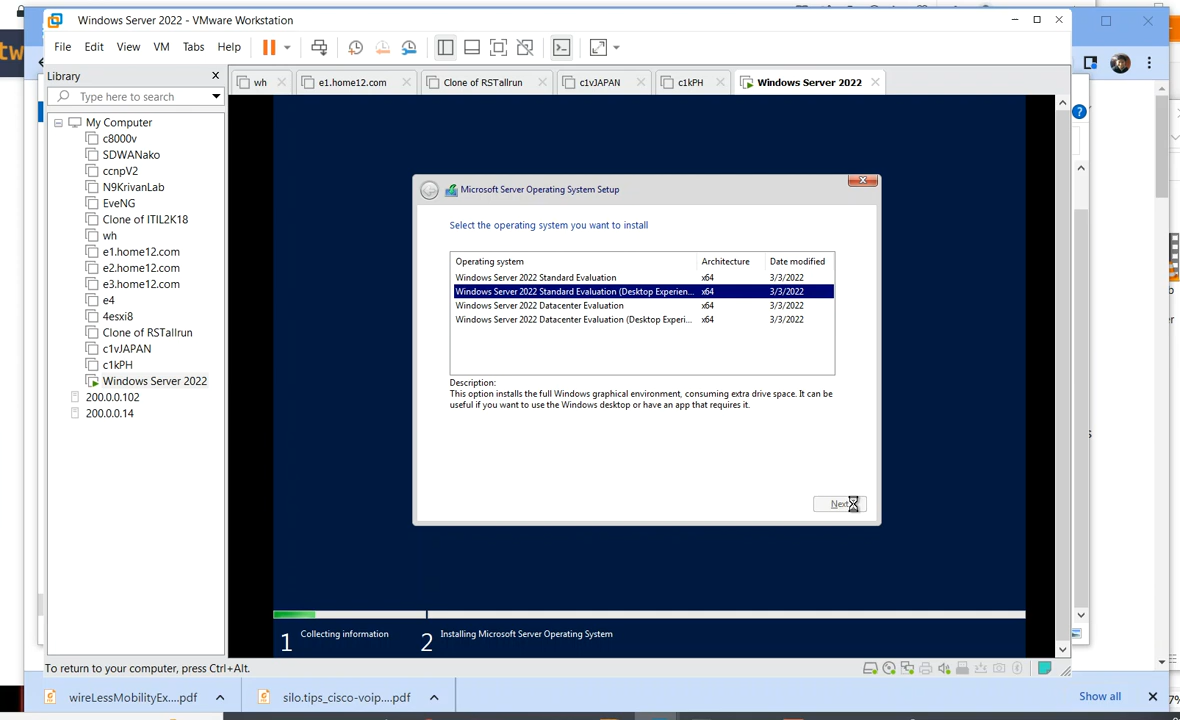 Windows Server 2022 - VMware Workstation
File Edit View VM Tabs Help
Library
Type here to search
My Computer
c8000v
SDWANako
ccnpV2
N9KrivanLab
EveNG
Clone of ITIL2K18
wh
e1.home12.com
e2.home12.com
e3.home12.com
e4
4esxi8
Clone of RSTallrun
c1vJAPAN
c1kPH
Windows Server 2022
200.0.0.102
200.0.0.14
wh e1.home12.com Clone of RSTallrun c1vJAPAN c1kPH Windows Server 2022
Microsoft Server Operating System Setup
Select the operating system you want to install
Operating system Architecture Date modified
Windows Server 2022 Standard Evaluation x64 3/3/2022
Windows Server 2022 Standard Evaluation (Desktop Experien... x64 3/3/2022
Windows Server 2022 Datacenter Evaluation x64 3/3/2022
Windows Server 2022 Datacenter Evaluation (Desktop Experi... x64 3/3/2022
Description:
This option installs the full Windows graphical environment, consuming extra drive space. It can be
useful if you want to use the Windows desktop or have an app that requires it.
Next
1 Collecting information 2 Installing Microsoft Server Operating System
To return to your computer, press Ctrl+Alt.
wireLessMobilityEx....pdf silo.tips_cisco-voip....pdf Show all